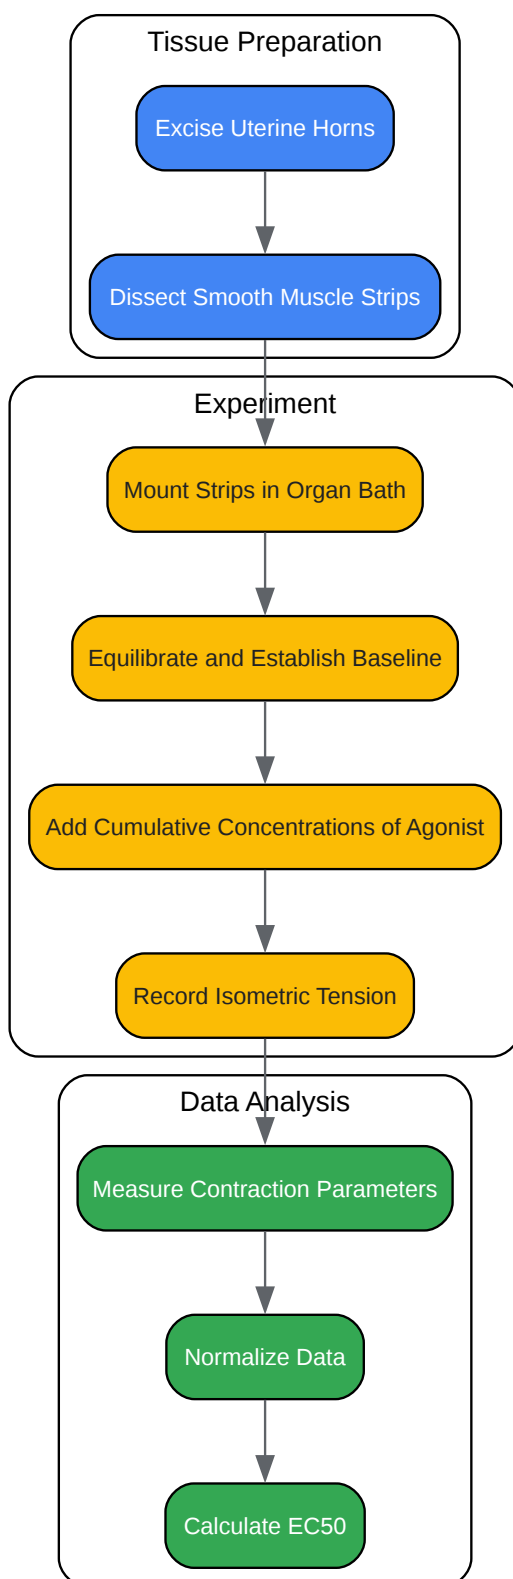 Tissue Preparation
Excise Uterine Horns
Dissect Smooth Muscle Strips
Experiment
Mount Strips in Organ Bath
Equilibrate and Establish Baseline
Add Cumulative Concentrations of Agonist
Record Isometric Tension
Data Analysis
Measure Contraction Parameters
Normalize Data
Calculate EC50